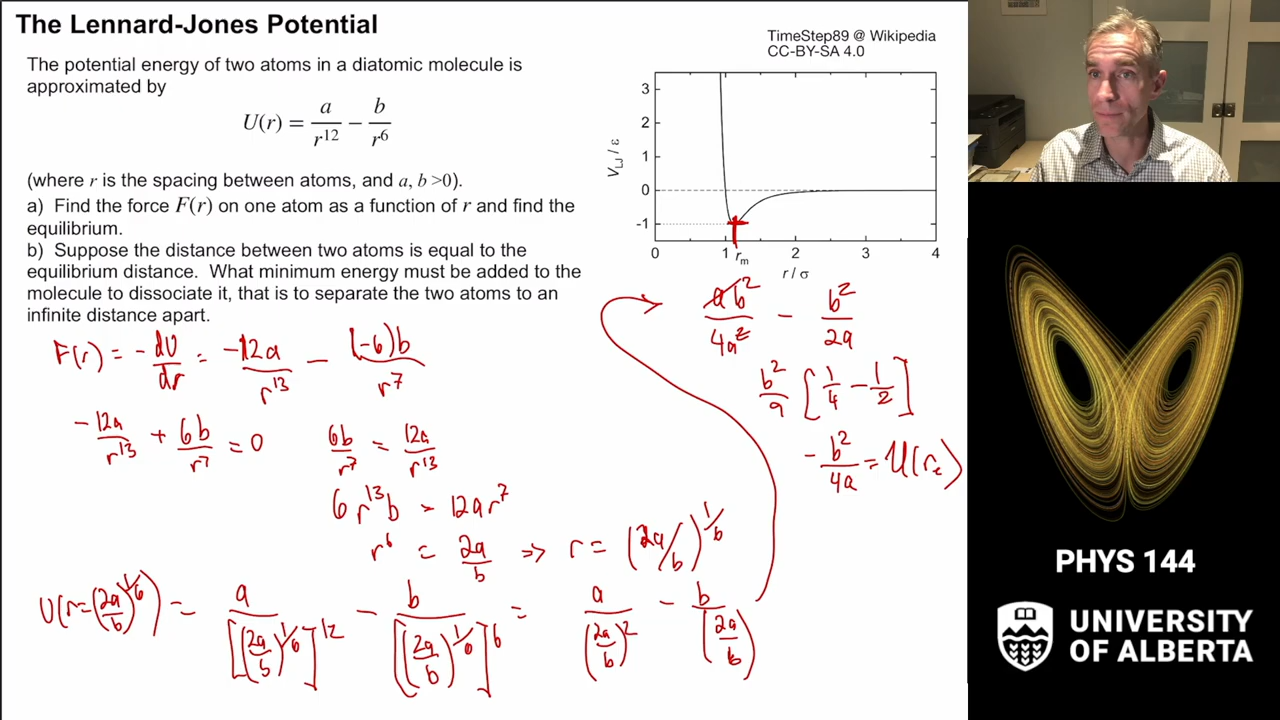 The Lennard-Jones Potential
The potential energy of two atoms in a diatomic molecule is
approximated by
U(r) = a/r¹² − b/r⁶
(where r is the spacing between atoms, and a, b >0).
a) Find the force F(r) on one atom as a function of r and find the
equilibrium.
b) Suppose the distance between two atoms is equal to the
equilibrium distance. What minimum energy must be added to the
molecule to dissociate it, that is to separate the two atoms to an
infinite distance apart.
TimeStep89 @ Wikipedia
CC-BY-SA 4.0
V_LJ / ε
3
2
1
0
-1
0 1 r_m 2 3 4
r / σ
F(r) = -dU/dr = -12a/r¹³ − (-6)b/r⁷
-12a/r¹³ + 6b/r⁷ = 0
6b/r⁷ = 12a/r¹³
6r¹³b = 12ar⁷
r⁶ = 2a/b ⇒ r = (2a/b)^(1/6)
U(r=(2a/b)^(1/6)) = a/[(2a/b)^(1/6)]¹² − b/[(2a/b)^(1/6)]⁶ = a/(2a/b)² − b/(2a/b)
ab²/4a² − b²/2a
b²/a [1/4 − 1/2]
-b²/4a = U(r_e)
PHYS 144
UNIVERSITY
OF ALBERTA